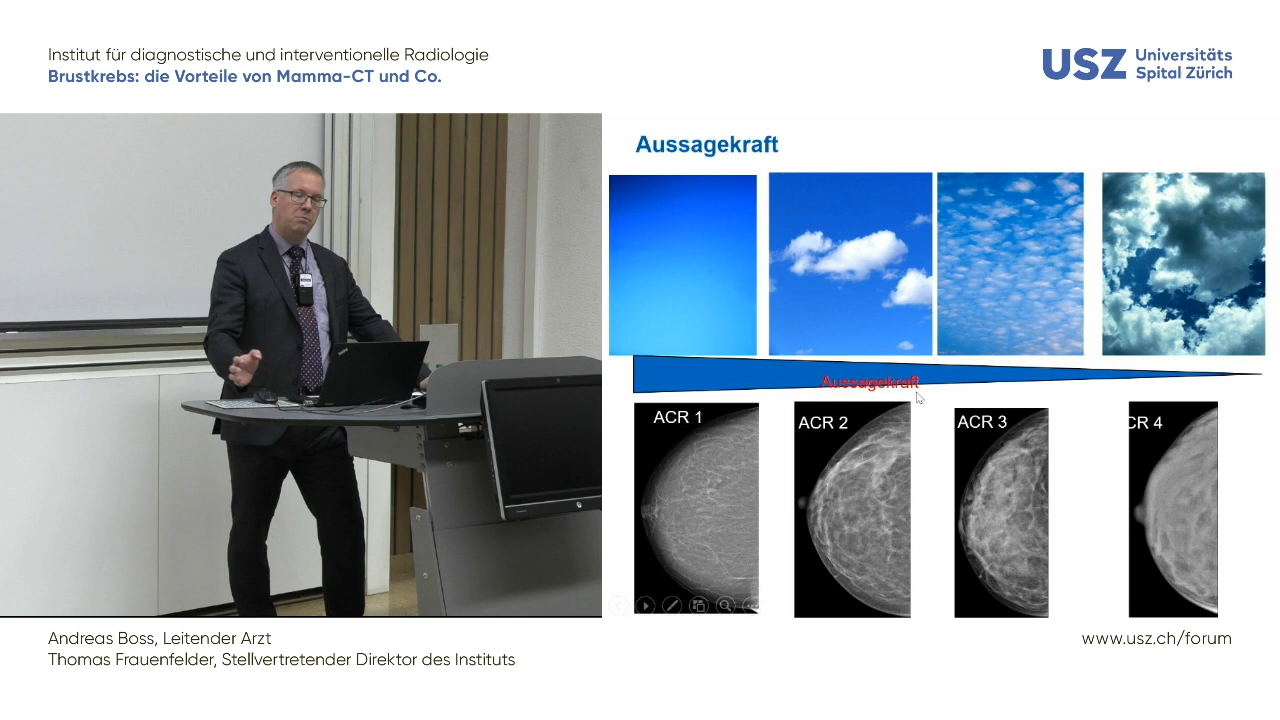 Institut für diagnostische und interventionelle Radiologie
Brustkrebs: die Vorteile von Mamma-CT und Co.
USZ Universitäts
Spital Zürich
Aussagekraft
Aussagekraft
ACR 1
ACR 2
ACR 3
CR 4
Andreas Boss, Leitender Arzt
Thomas Frauenfelder, Stellvertretender Direktor des Instituts
www.usz.ch/forum